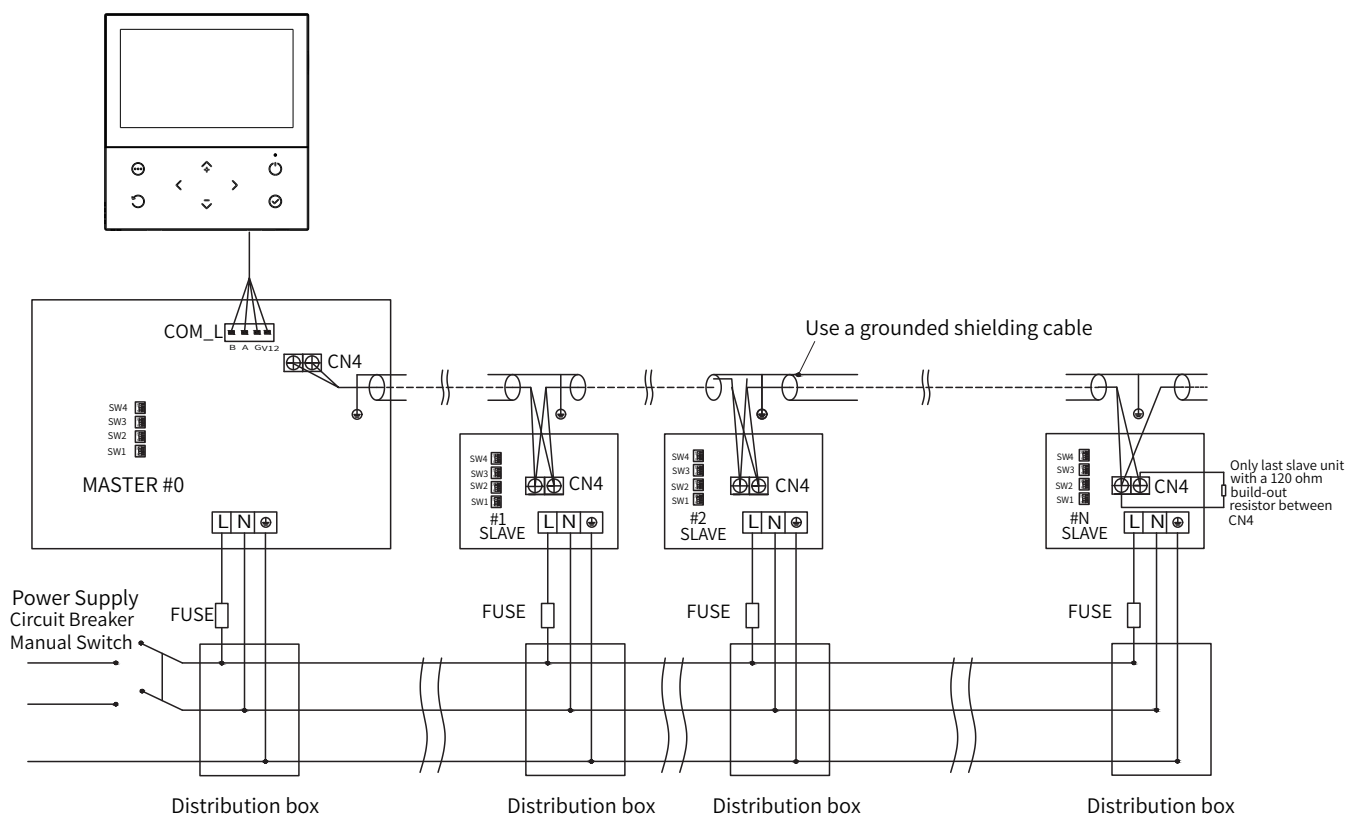 COM_L
B A G V12
CN4
Use a grounded shielding cable
SW4
SW3
SW2
SW1
MASTER #0
L N
SW4
SW3
SW2
SW1
CN4
#1
SLAVE
L N
SW4
SW3
SW2
SW1
CN4
#2
SLAVE
L N
SW4
SW3
SW2
SW1
CN4
#N
SLAVE
L N
Only last slave unit
with a 120 ohm
build-out
resistor between
CN4
Power Supply
Circuit Breaker
Manual Switch
FUSE
FUSE
FUSE
FUSE
Distribution box
Distribution box
Distribution box
Distribution box